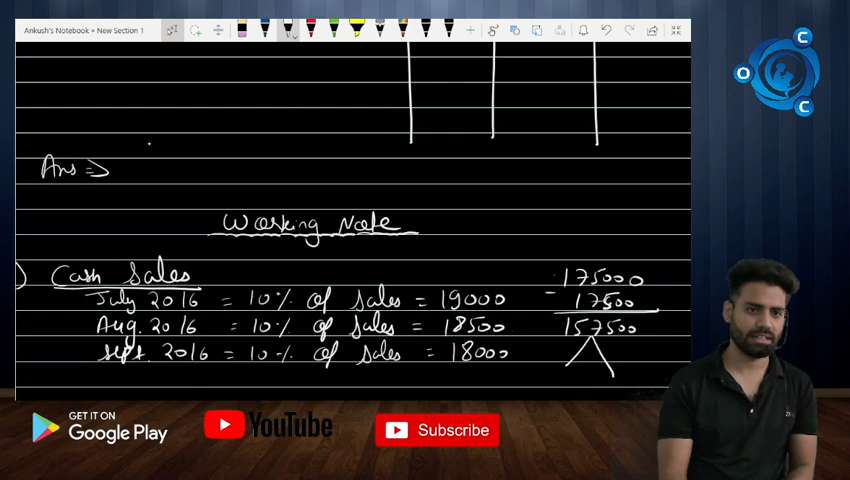 Ankush's Notebook » New Section 1
C
O
C
Ans ⇒
Working Note
) Cash Sales
July 2016 = 10% of sales = 19000
Aug. 2016 = 10% of sales = 18500
Sept. 2016 = 10% of sales = 18000
175000
- 17500
157500
GET IT ON
Google Play
YouTube
Subscribe